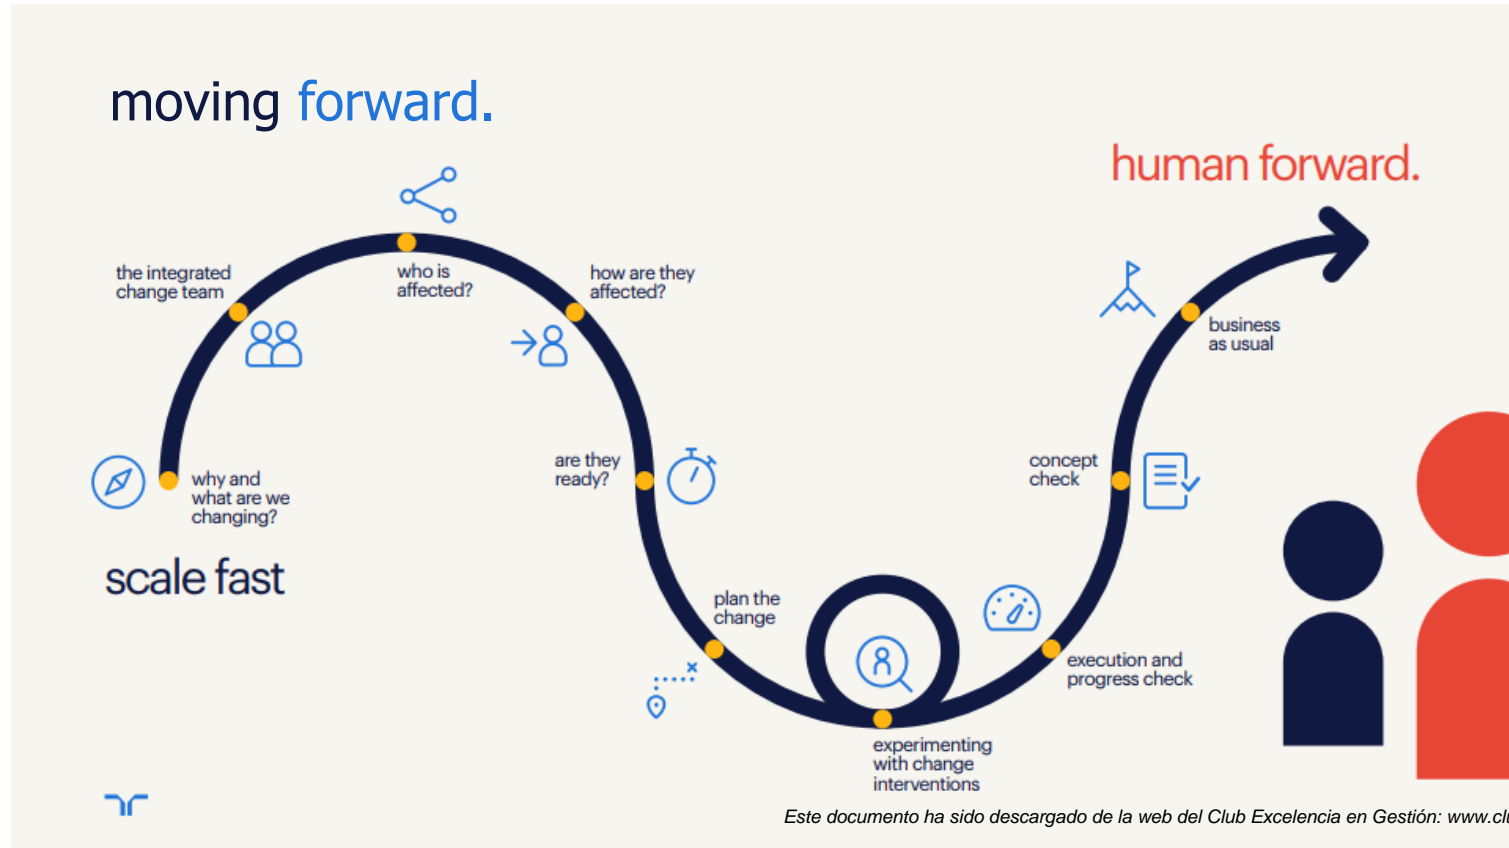 moving forward.
human forward.
the integrated
change team
who is
affected?
how are they
affected?
business
as usual
why and
what are we
changing?
are they
ready?
concept
check
scale fast
plan the
change
execution and
progress check
experimenting
with change
interventions
Este documento ha sido descargado de la web del Club Excelencia en Gestión: www.clu